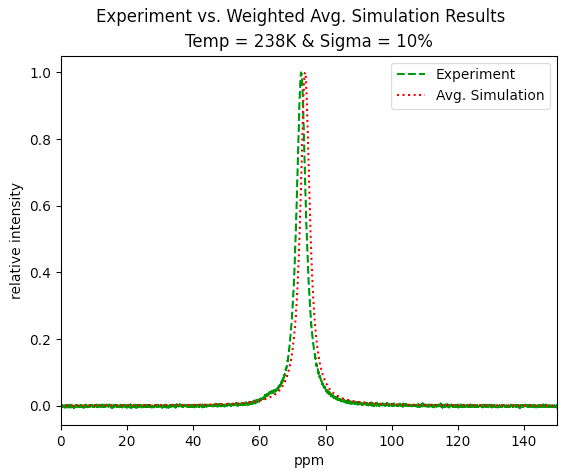 Experiment vs. Weighted Avg. Simulation Results
Temp = 238K & Sigma = 10%
Experiment
Avg. Simulation
relative intensity
1.0
0.8
0.6
0.4
0.2
0.0
0 20 40 60 80 100 120 140
ppm